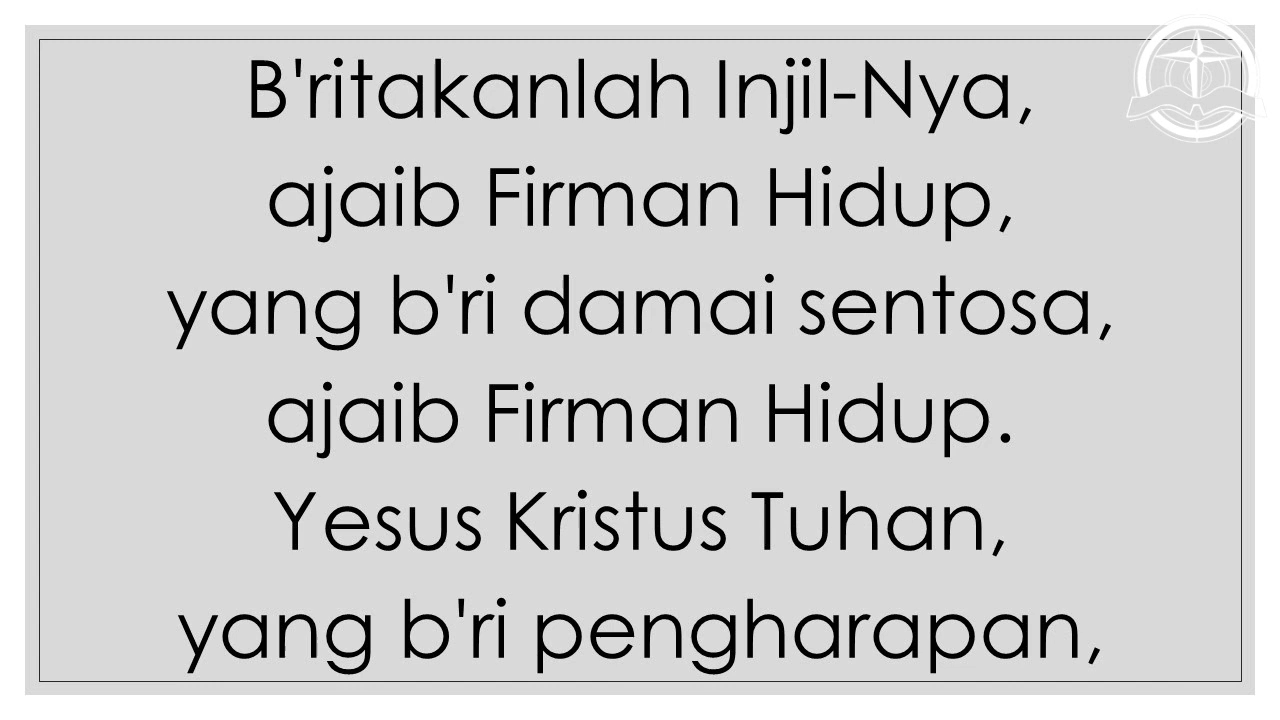 B'ritakanlah Injil-Nya,
ajaib Firman Hidup,
yang b'ri damai sentosa,
ajaib Firman Hidup.
Yesus Kristus Tuhan,
yang b'ri pengharapan,